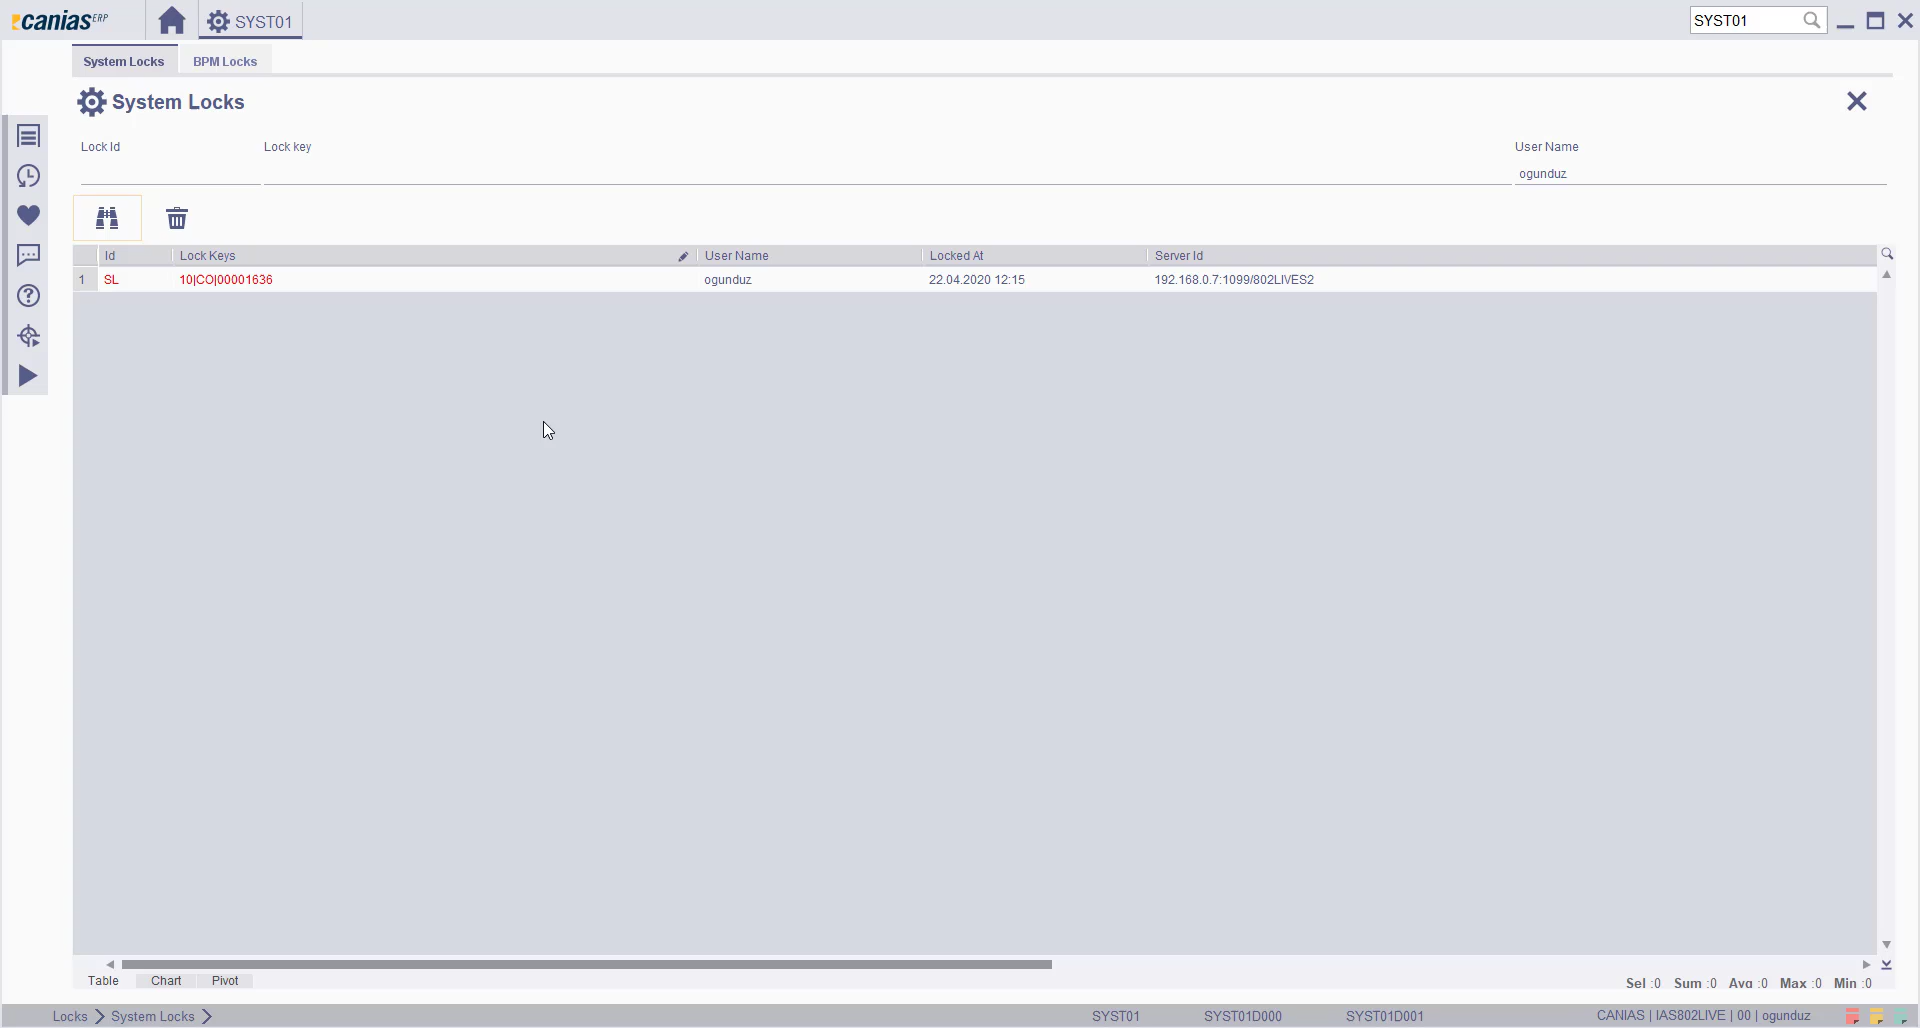 canias ERP
SYST01
SYST01
System Locks
BPM Locks
System Locks
Lock Id
Lock key
User Name
ogunduz
Id
Lock Keys
User Name
Locked At
Server Id
1
SL
10|CO|00001636
ogunduz
22.04.2020 12:15
192.168.0.7:1099/802LIVES2
Table
Chart
Pivot
Sel :0
Sum :0
Avg :0
Max :0
Min :0
Locks
System Locks
SYST01
SYST01D000
SYST01D001
CANIAS | IAS802LIVE | 00 | ogunduz